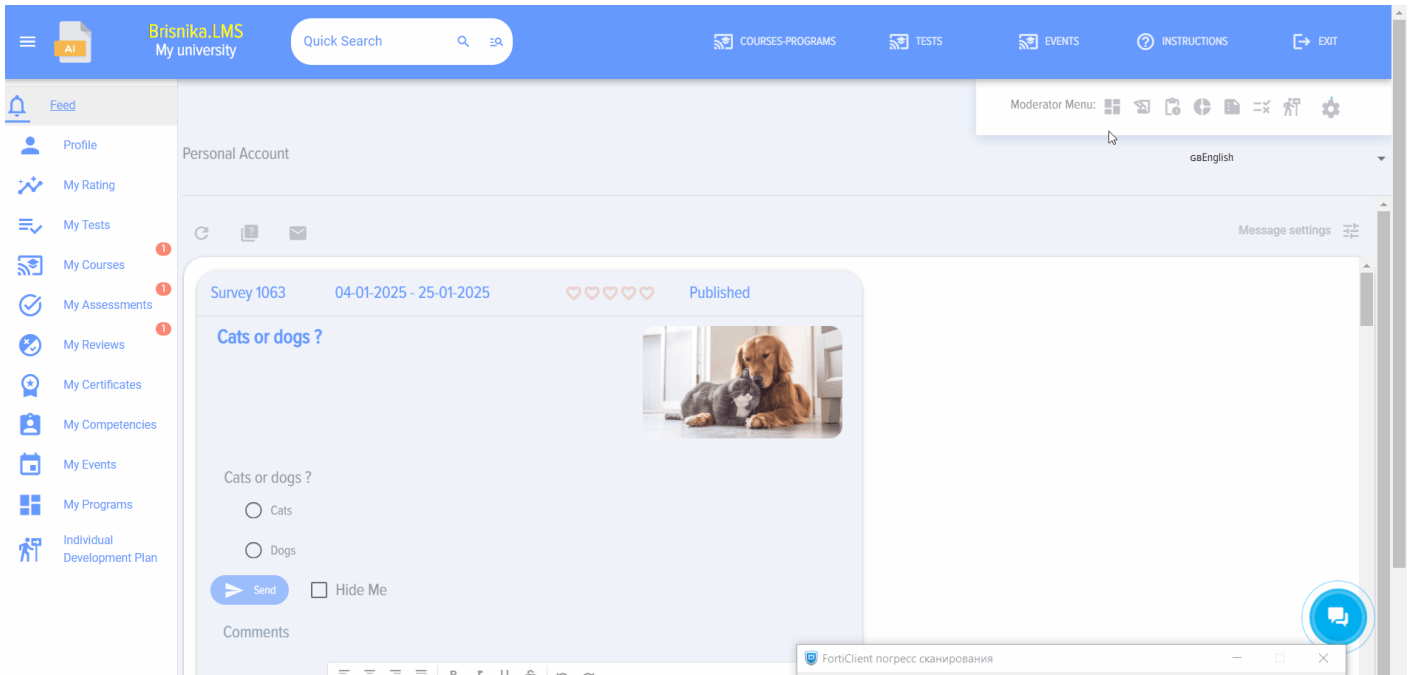 Brisnika.LMS
My university
AI
Quick Search
COURSES-PROGRAMS
TESTS
EVENTS
INSTRUCTIONS
EXIT
Moderator Menu:
Feed
Profile
My Rating
My Tests
1
My Courses
1
My Assessments
1
My Reviews
My Certificates
My Competencies
My Events
My Programs
Individual
Development Plan
Personal Account
GBEnglish
Message settings
Survey 1063
04-01-2025 - 25-01-2025
Published
Cats or dogs ?
Cats or dogs ?
Cats
Dogs
Send
Hide Me
Comments
FortiClient погресс сканирования